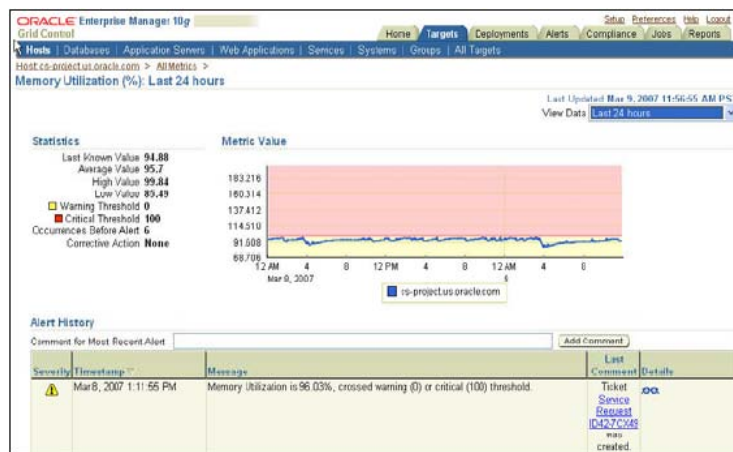 ORACLE Enterprise Manager 10g
Grid Control
Setup Preferences Help Logout
Home Targets Deployments Alerts Compliance Jobs Reports
Hosts | Databases | Application Servers | Web Applications | Services | Systems | Groups | All Targets
Host: cs-project.us.oracle.com > All Metrics >
Memory Utilization (%): Last 24 hours
Last Updated Mar 9, 2007 11:56:55 AM PS
View Data Last 24 hours
Statistics
Last Known Value 94.88
Average Value 95.7
High Value 99.84
Low Value 85.49
Warning Threshold 0
Critical Threshold 100
Occurrences Before Alert 6
Corrective Action None
Metric Value
183.216
160.314
137.412
114.510
91.608
68.706
12 AM 4 8 12 PM 4 8 12 AM 4 8
Mar 8, 2007
cs-project.us.oracle.com
Alert History
Comment for Most Recent Alert
Add Comment
Severity Timestamp Message Last Comment Details
Mar 8, 2007 1:11:55 PM Memory Utilization is 96.03%, crossed warning (0) or critical (100) threshold.
Ticket
Service
Request
ID42-7CX49
was
created.